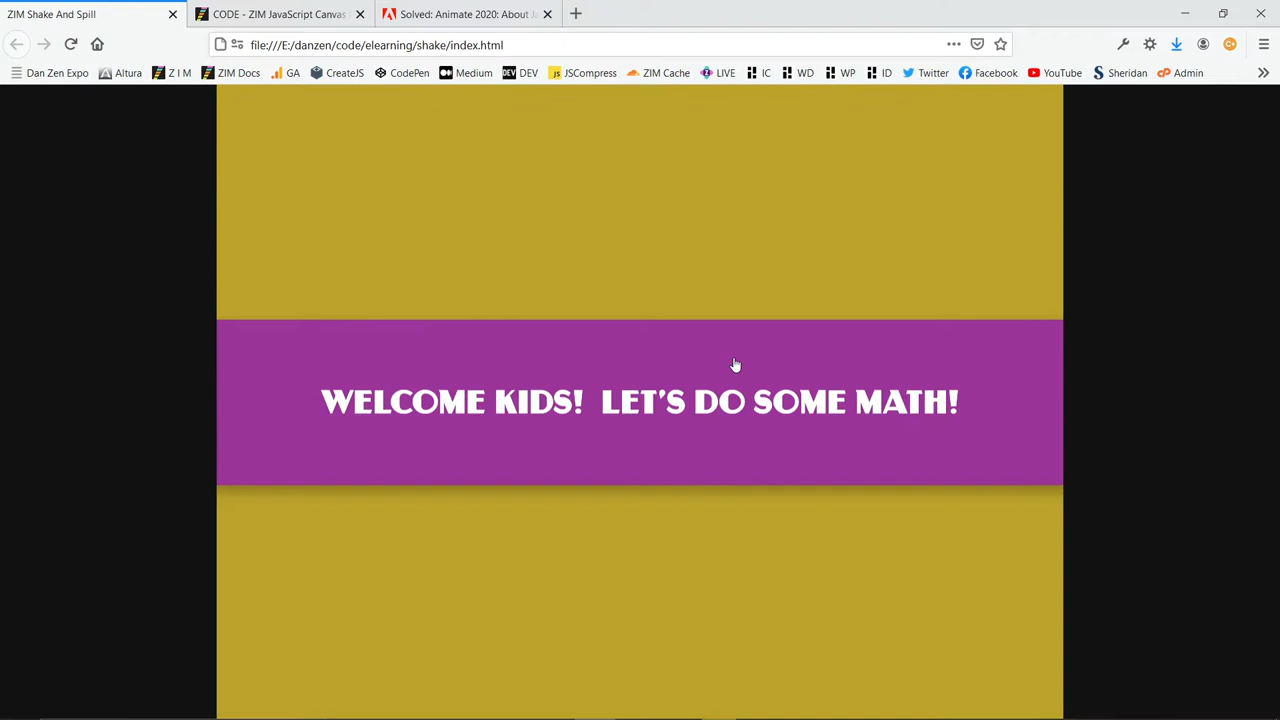 ZIM Shake And Spill
CODE - ZIM JavaScript Canvas
Solved: Animate 2020: About J
file:///E:/danzen/code/elearning/shake/index.html
Dan Zen Expo Altura Z I M ZIM Docs GA CreateJS CodePen Medium DEV JSCompress ZIM Cache LIVE IC WD WP ID Twitter Facebook YouTube Sheridan Admin
WELCOME KIDS! LET'S DO SOME MATH!